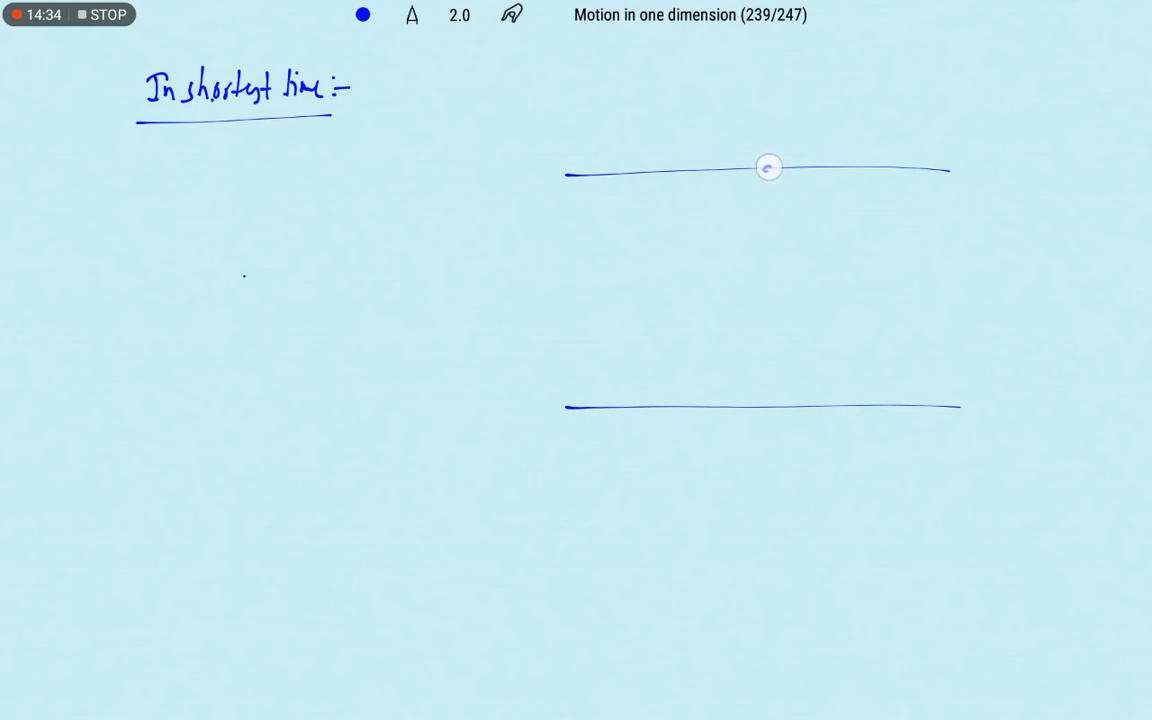 14:34 STOP 2.0 Motion in one dimension (239/247)
In shortest time :-